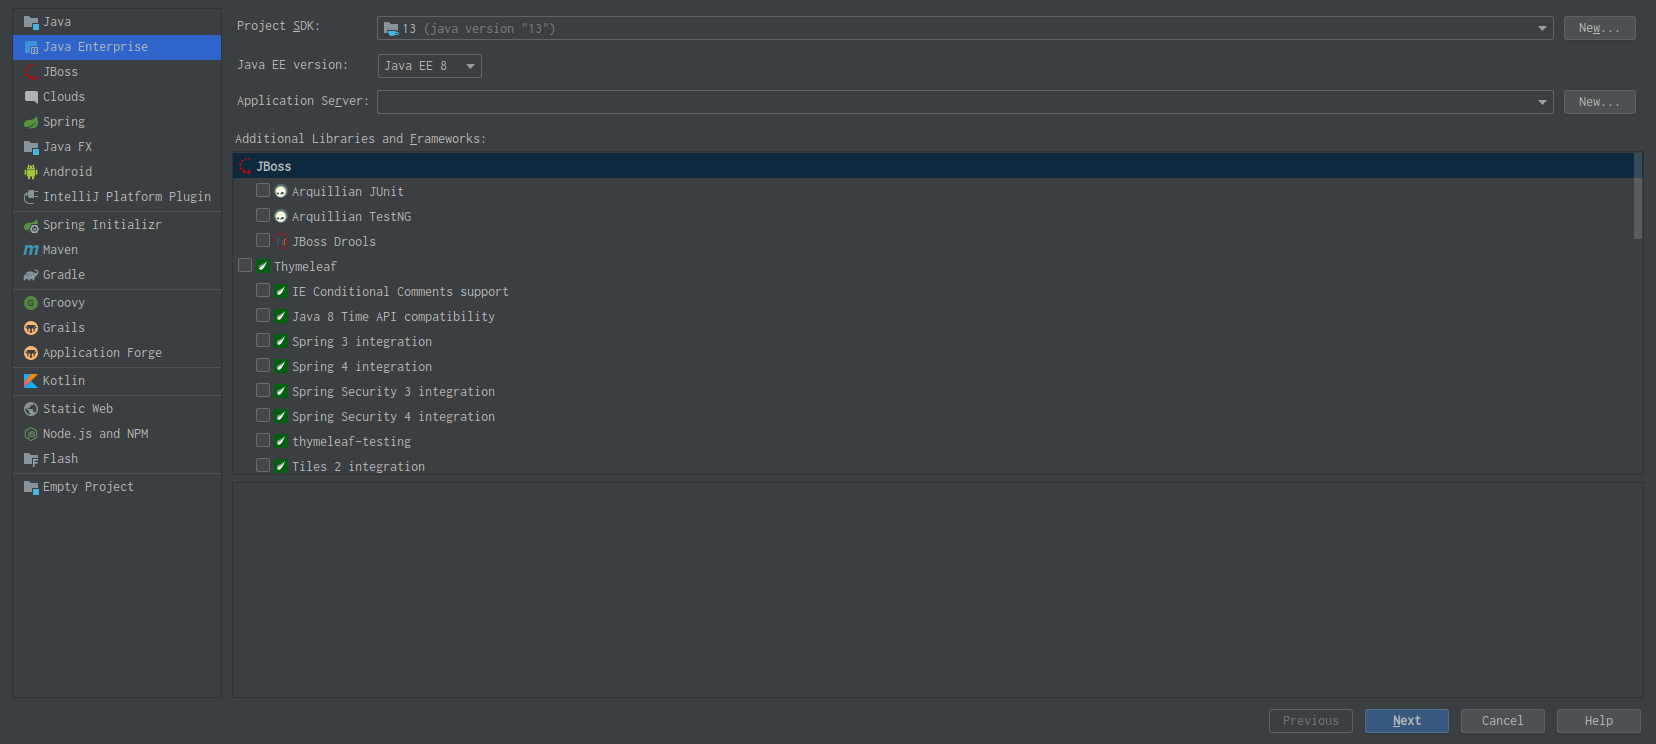 Java
Java Enterprise
JBoss
Clouds
Spring
Java FX
Android
IntelliJ Platform Plugin
Spring Initializr
Maven
Gradle
Groovy
Grails
Application Forge
Kotlin
Static Web
Node.js and NPM
Flash
Empty Project
Project SDK: 13 (java version "13") New...
Java EE version: Java EE 8
Application Server: New...
Additional Libraries and Frameworks:
JBoss
Arquillian JUnit
Arquillian TestNG
JBoss Drools
Thymeleaf
IE Conditional Comments support
Java 8 Time API compatibility
Spring 3 integration
Spring 4 integration
Spring Security 3 integration
Spring Security 4 integration
thymeleaf-testing
Tiles 2 integration
Previous Next Cancel Help